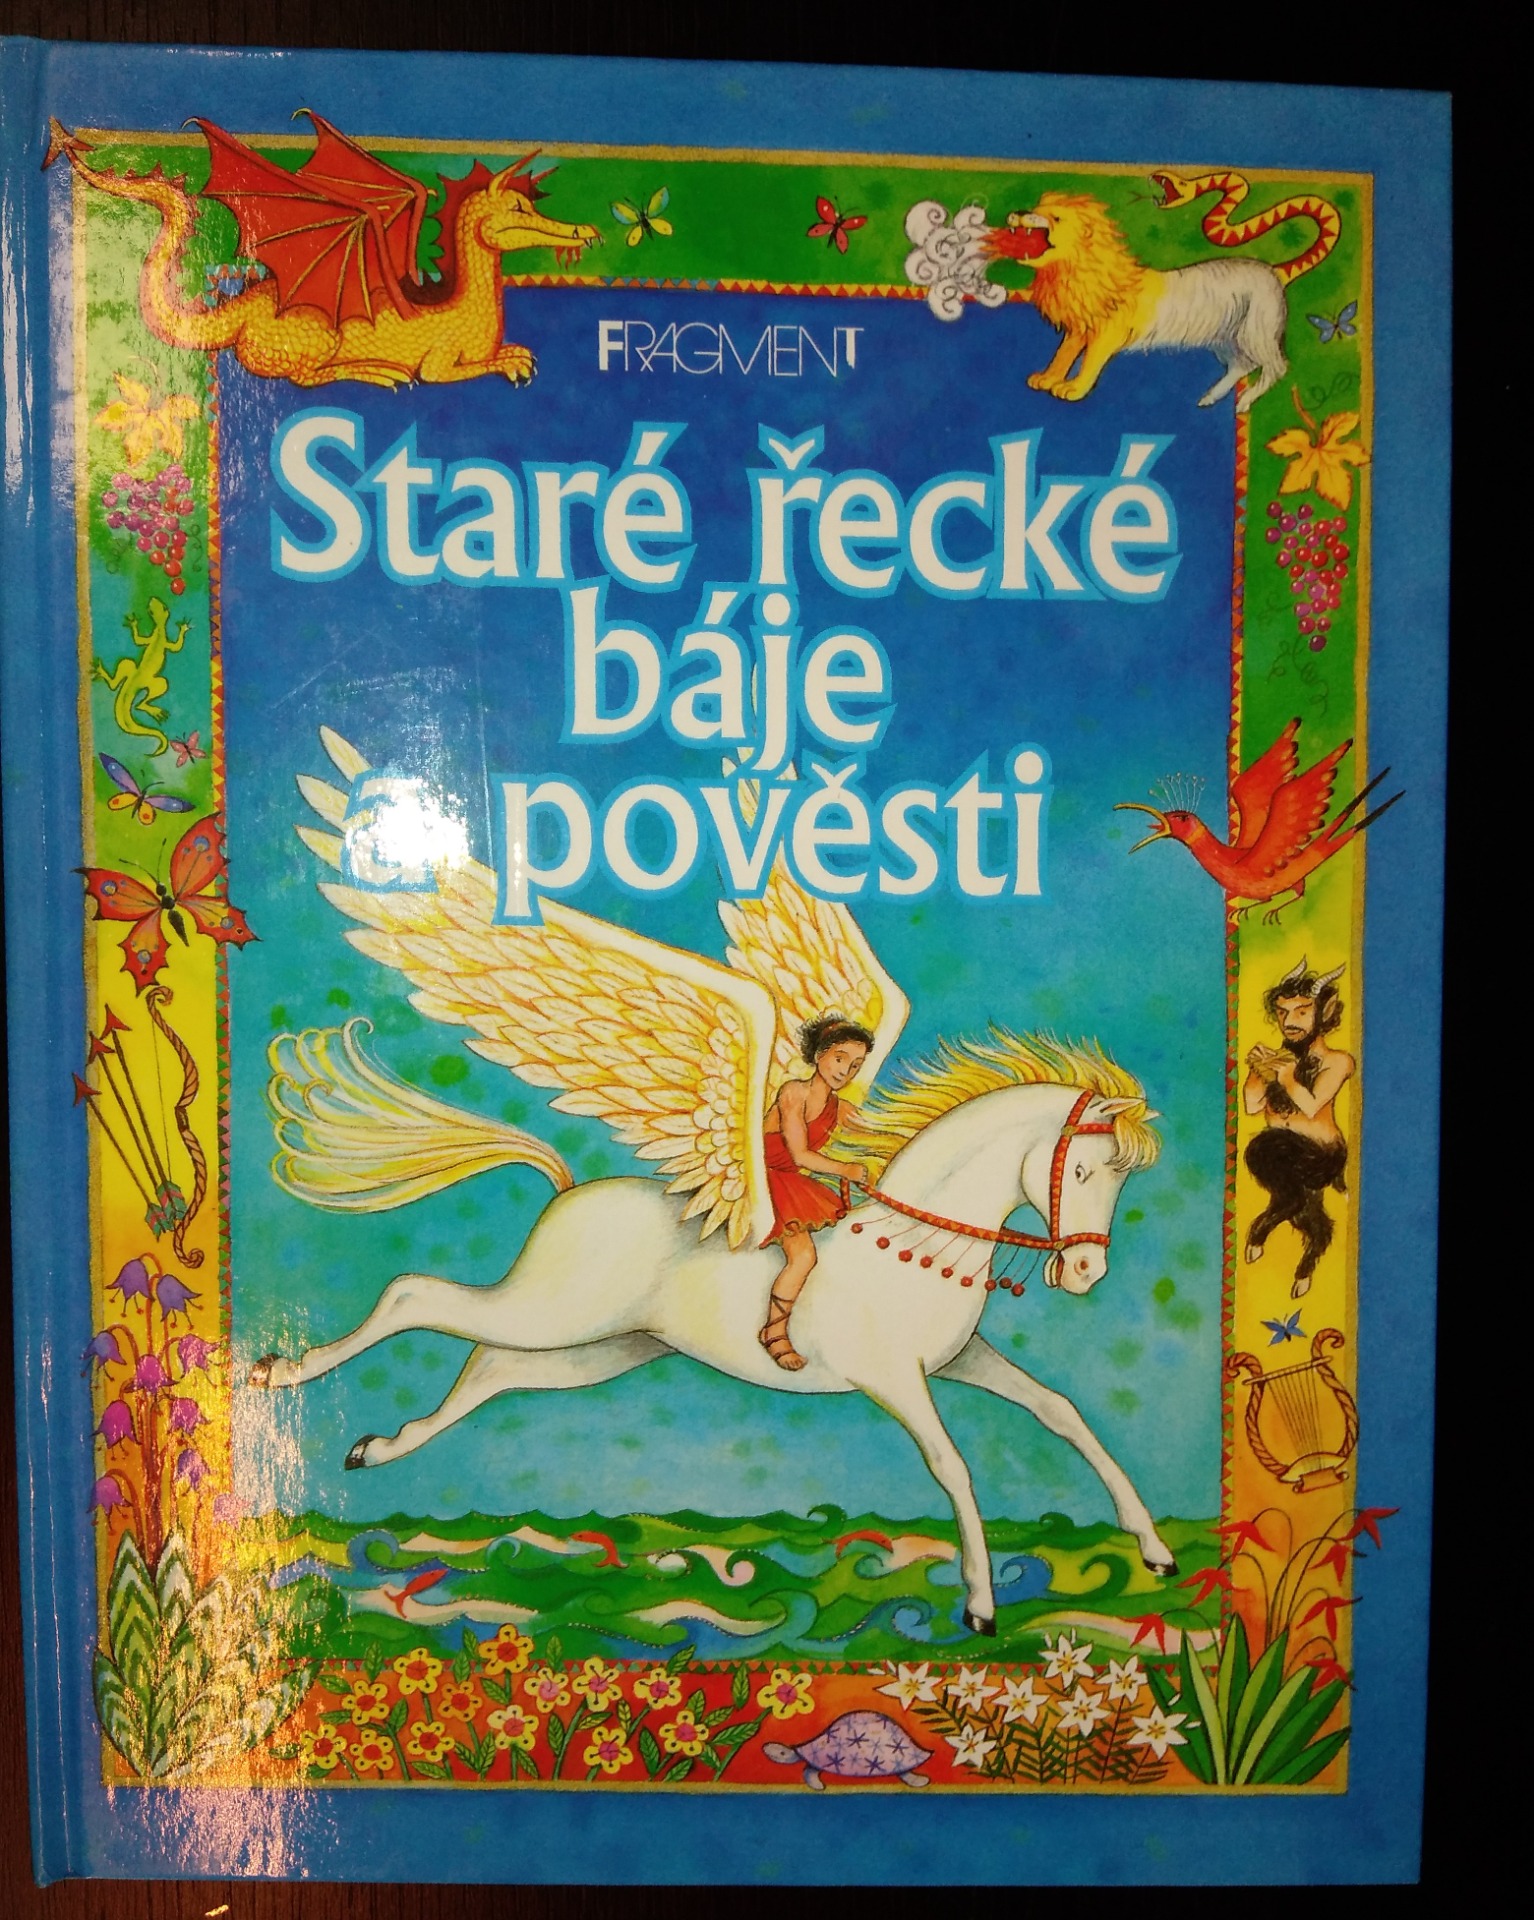 FRAGMENT
Staré řecké
báje
a pověsti